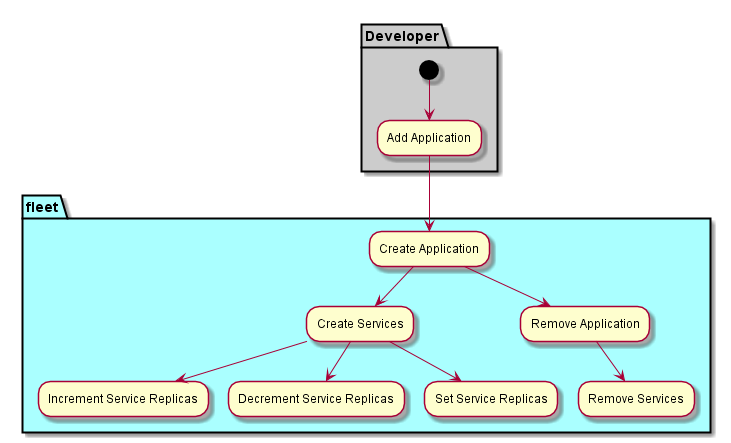 Developer
Add Application
fleet
Create Application
Create Services
Remove Application
Increment Service Replicas
Decrement Service Replicas
Set Service Replicas
Remove Services